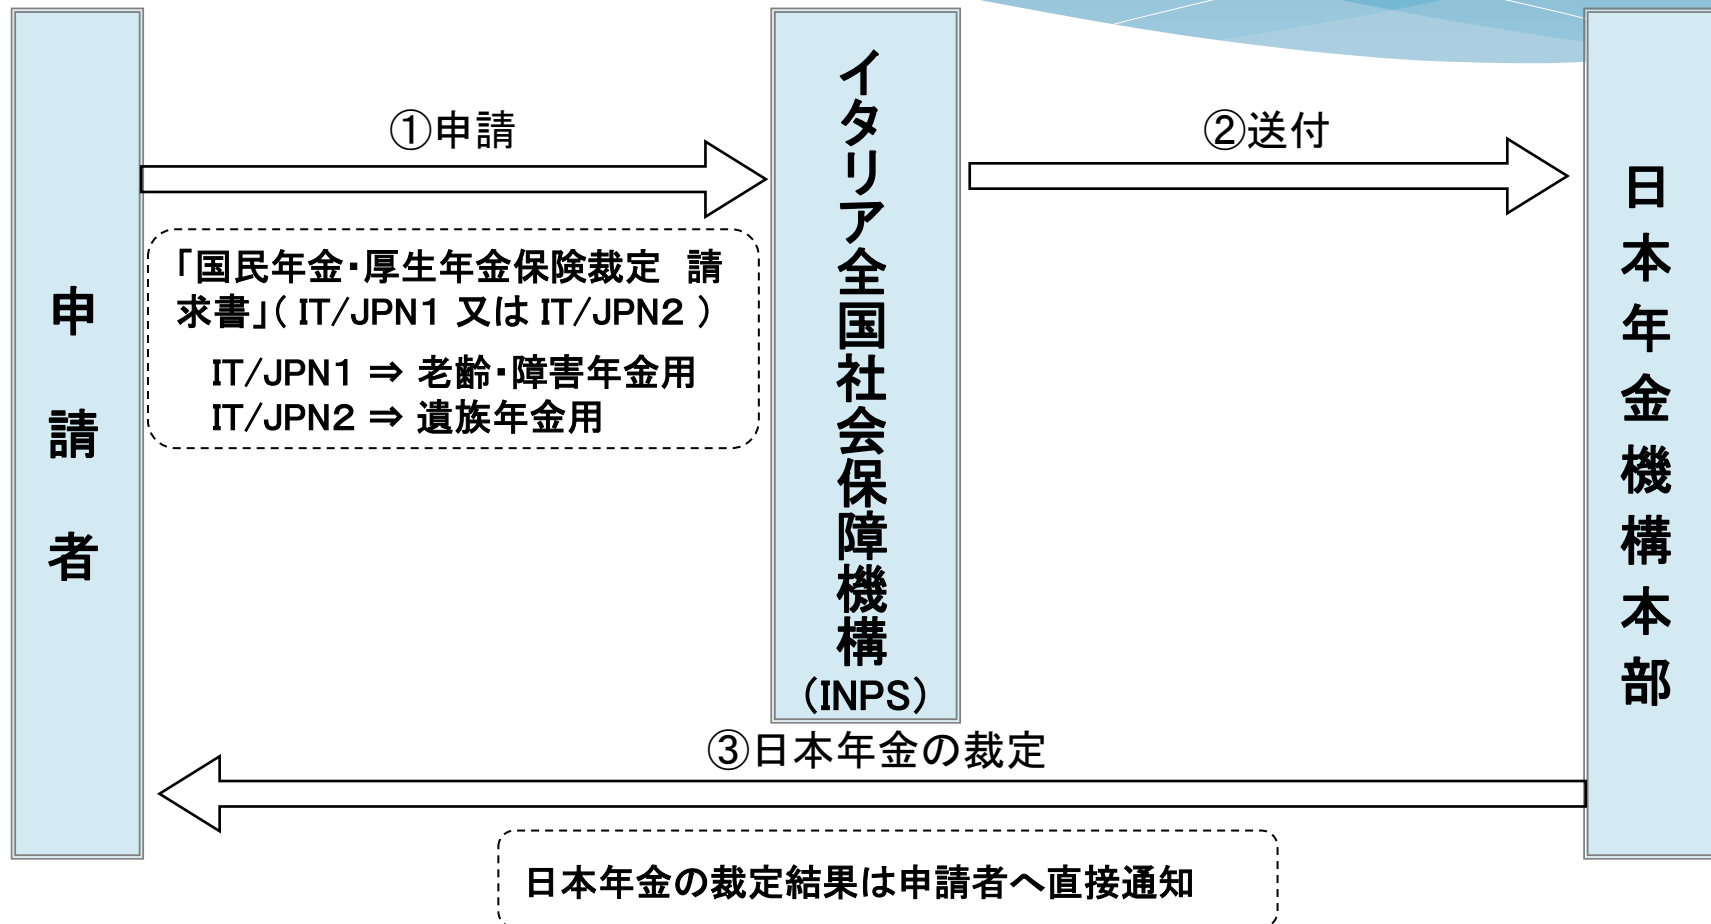 申請者
①申請
「国民年金・厚生年金保険裁定　請
求書」( IT/JPN1 又は IT/JPN2 )
IT/JPN1 ⇒ 老齢・障害年金用
IT/JPN2 ⇒ 遺族年金用
イタリア全国社会保障機構
(INPS)
②送付
日本年金機構本部
③日本年金の裁定
日本年金の裁定結果は申請者へ直接通知